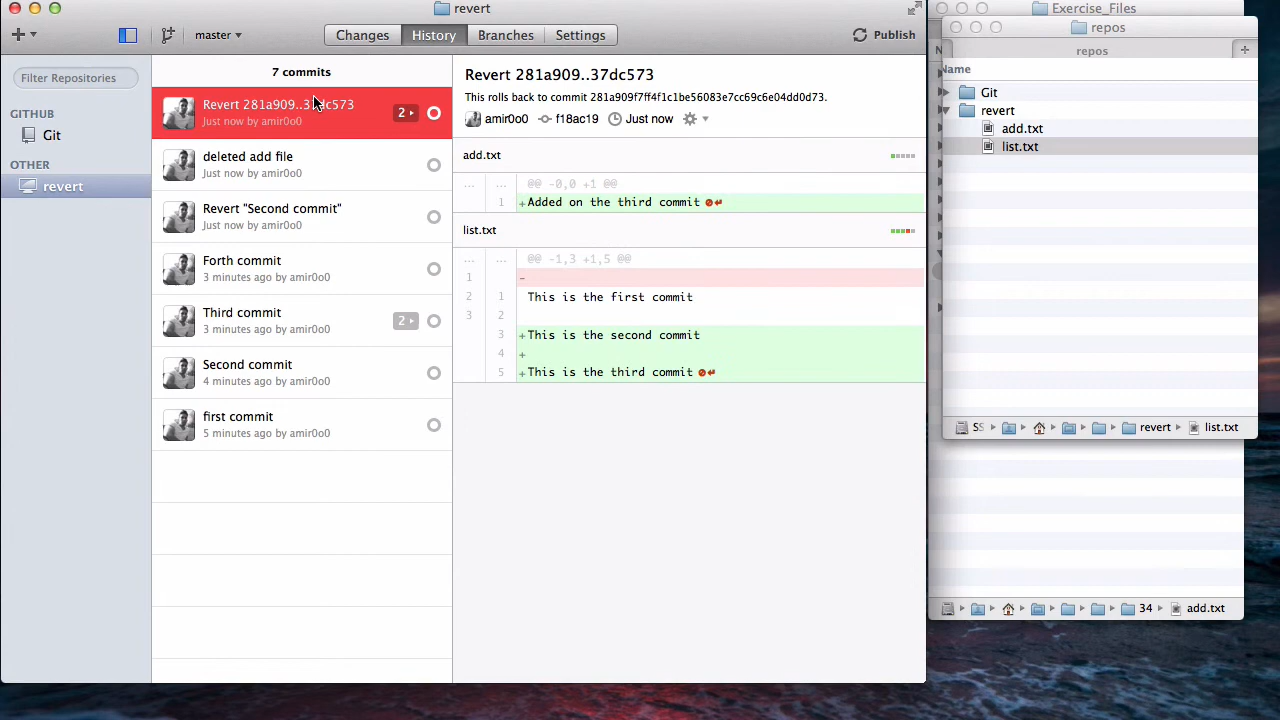 revert
master
Changes
History
Branches
Settings
Publish
Filter Repositories
GITHUB
Git
OTHER
revert
7 commits
Revert 281a909..37dc573
Just now by amir0o0
2
deleted add file
Just now by amir0o0
Revert "Second commit"
Just now by amir0o0
Forth commit
3 minutes ago by amir0o0
Third commit
3 minutes ago by amir0o0
2
Second commit
4 minutes ago by amir0o0
first commit
5 minutes ago by amir0o0
Revert 281a909..37dc573
This rolls back to commit 281a909f7ff4f1c1be56083e7cc69c6e04dd0d73.
amir0o0 f18ac19 Just now
add.txt
... ... @@ -0,0 +1 @@
1 +Added on the third commit
list.txt
... ... @@ -1,3 +1,5 @@
1 -
2 1 This is the first commit
3 2
3 +This is the second commit
4 +
5 +This is the third commit
Exercise_Files
repos
repos
Name
Git
revert
add.txt
list.txt
revert list.txt
34 add.txt